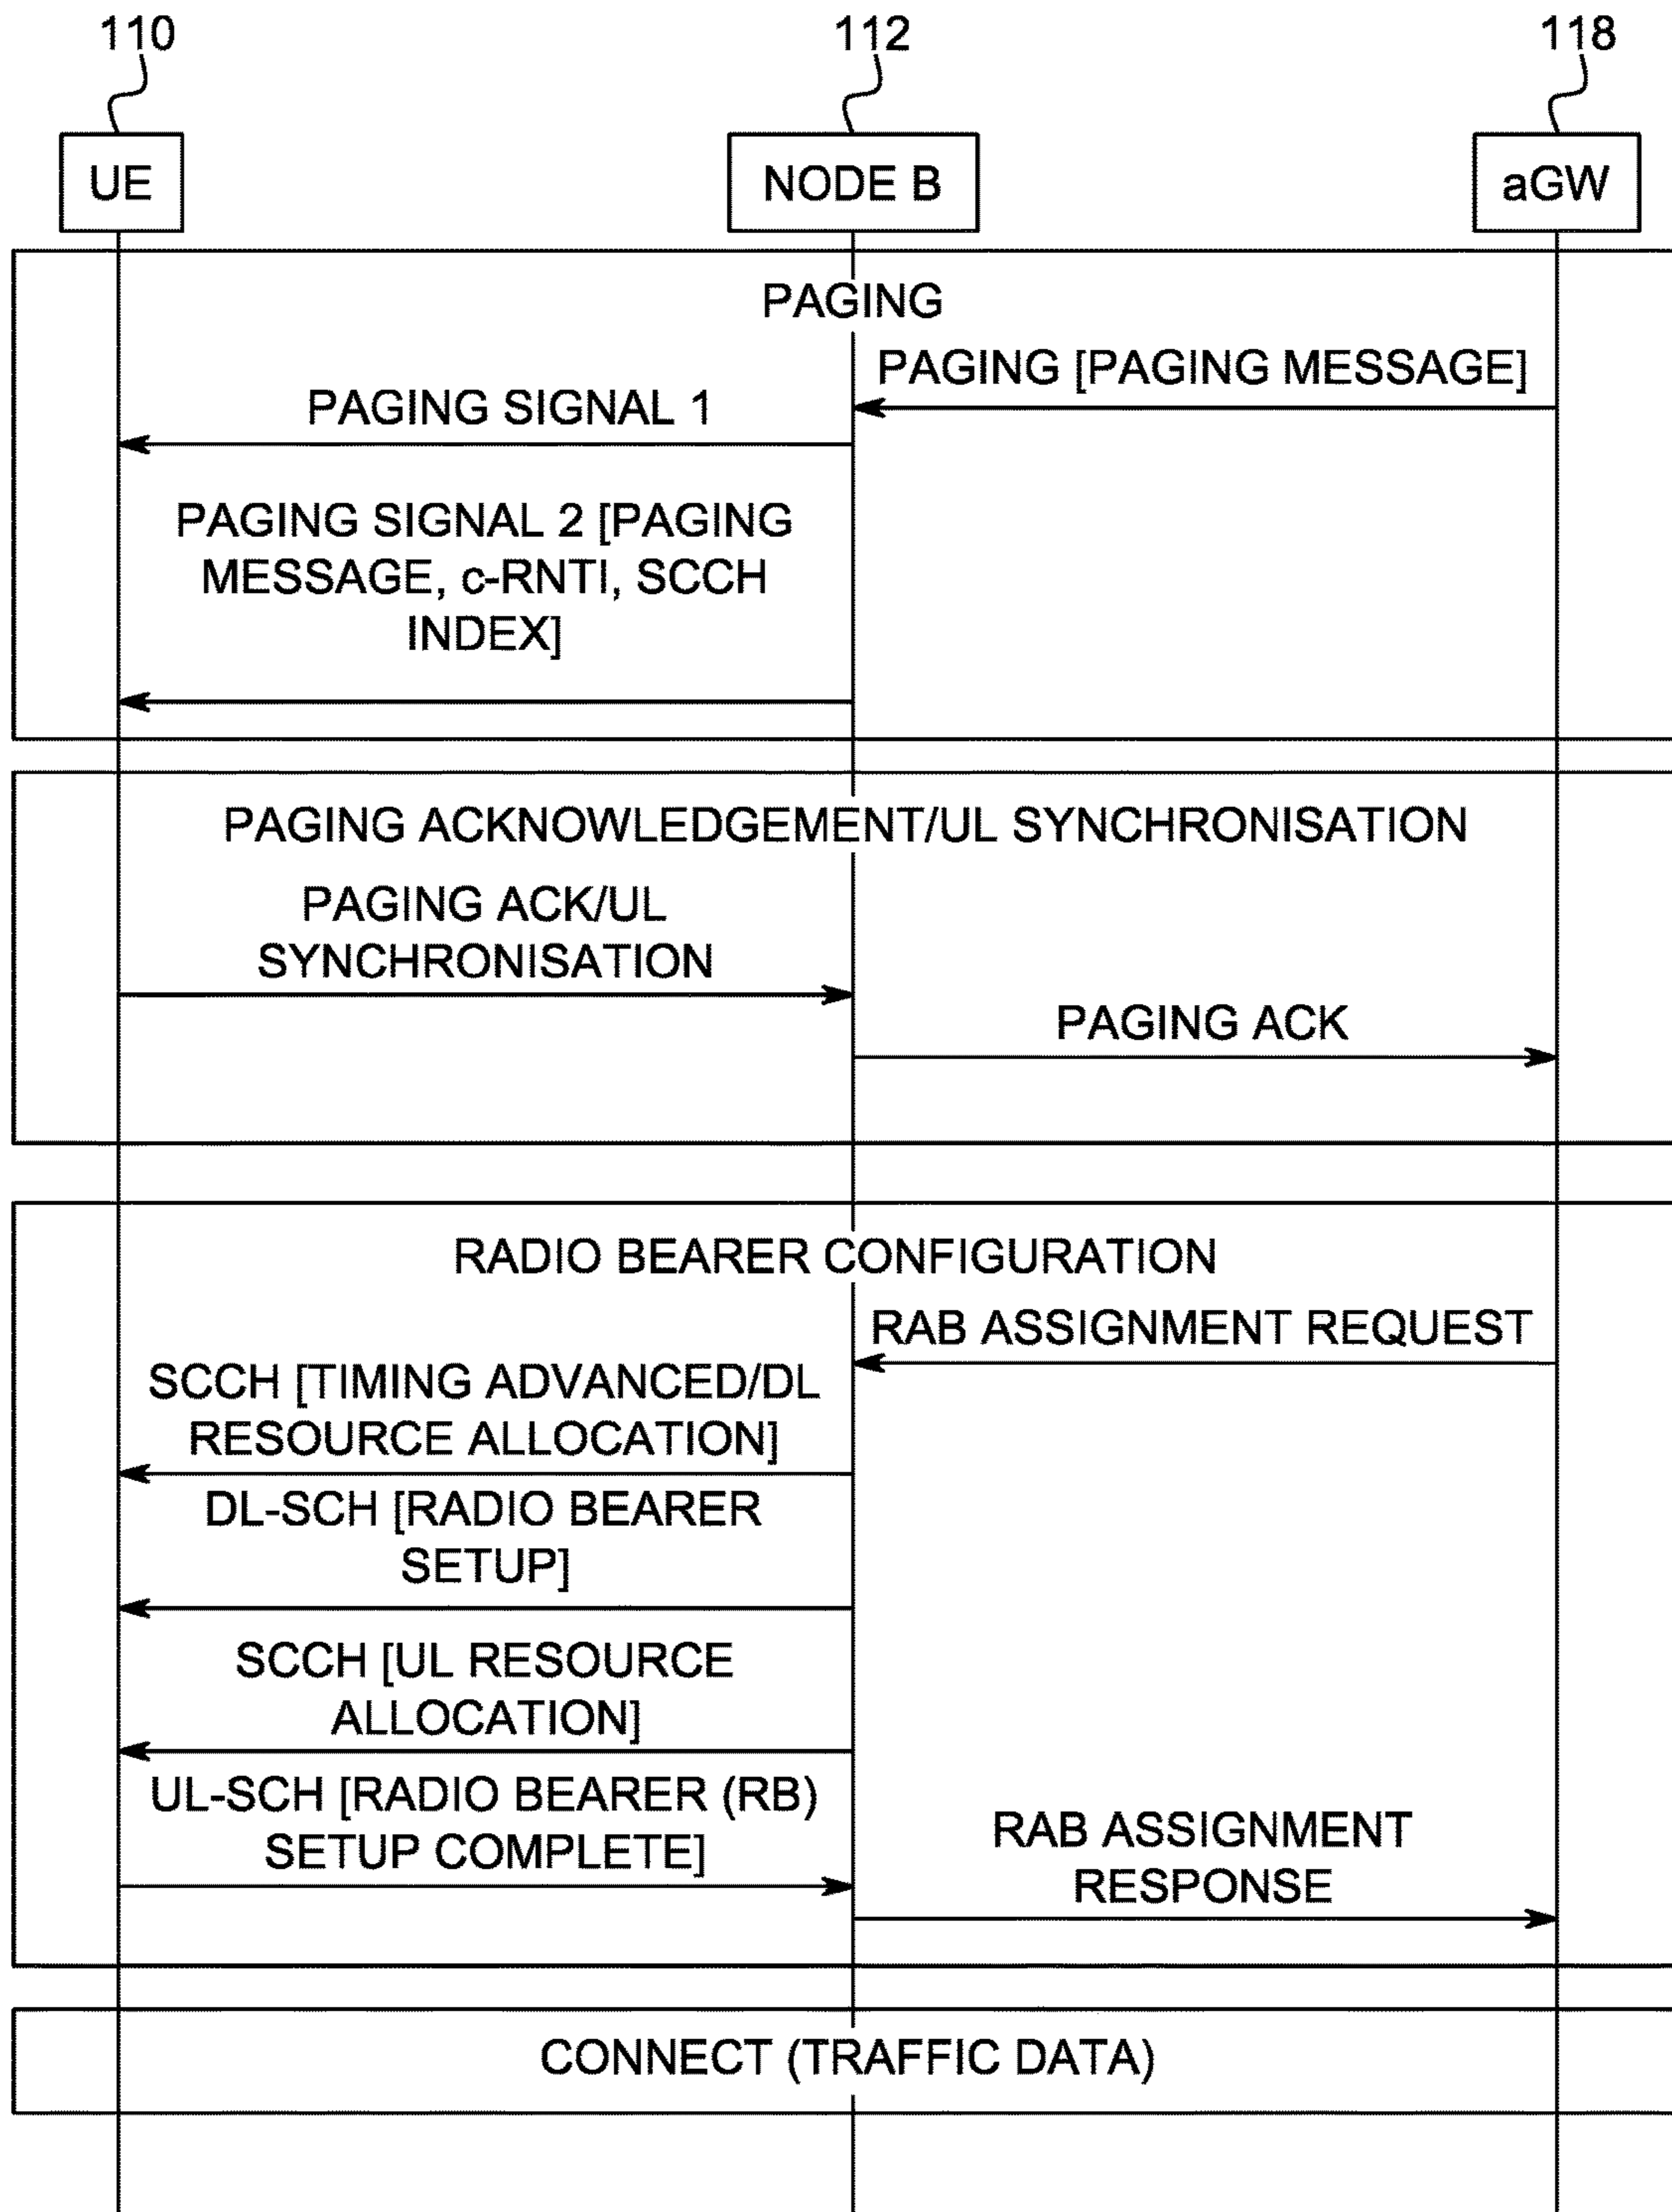 110
112
118
UE
NODE B
aGW
PAGING
PAGING [PAGING MESSAGE]
PAGING SIGNAL 1
PAGING SIGNAL 2 [PAGING
MESSAGE, c-RNTI, SCCH
INDEX]
PAGING ACKNOWLEDGEMENT/UL SYNCHRONISATION
PAGING ACK/UL
SYNCHRONISATION
PAGING ACK
RADIO BEARER CONFIGURATION
RAB ASSIGNMENT REQUEST
SCCH [TIMING ADVANCED/DL
RESOURCE ALLOCATION]
DL-SCH [RADIO BEARER
SETUP]
SCCH [UL RESOURCE
ALLOCATION]
UL-SCH [RADIO BEARER (RB)
SETUP COMPLETE]
RAB ASSIGNMENT
RESPONSE
CONNECT (TRAFFIC DATA)